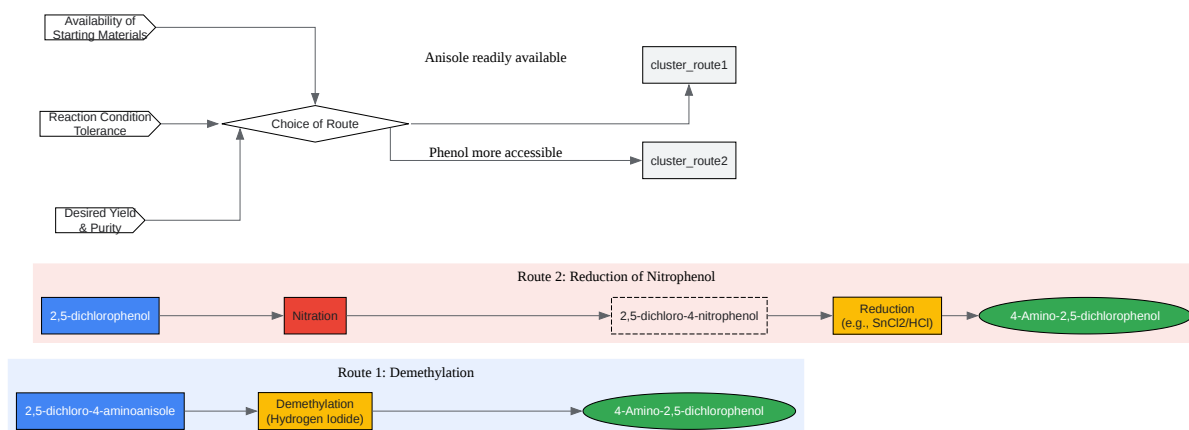 Availability of
Starting Materials
Anisole readily available
cluster_route1
Reaction Condition
Tolerance
Choice of Route
Phenol more accessible
cluster_route2
Desired Yield
& Purity
Route 2: Reduction of Nitrophenol
2,5-dichlorophenol
Nitration
2,5-dichloro-4-nitrophenol
Reduction
(e.g., SnCl2/HCl)
4-Amino-2,5-dichlorophenol
Route 1: Demethylation
2,5-dichloro-4-aminoanisole
Demethylation
(Hydrogen Iodide)
4-Amino-2,5-dichlorophenol